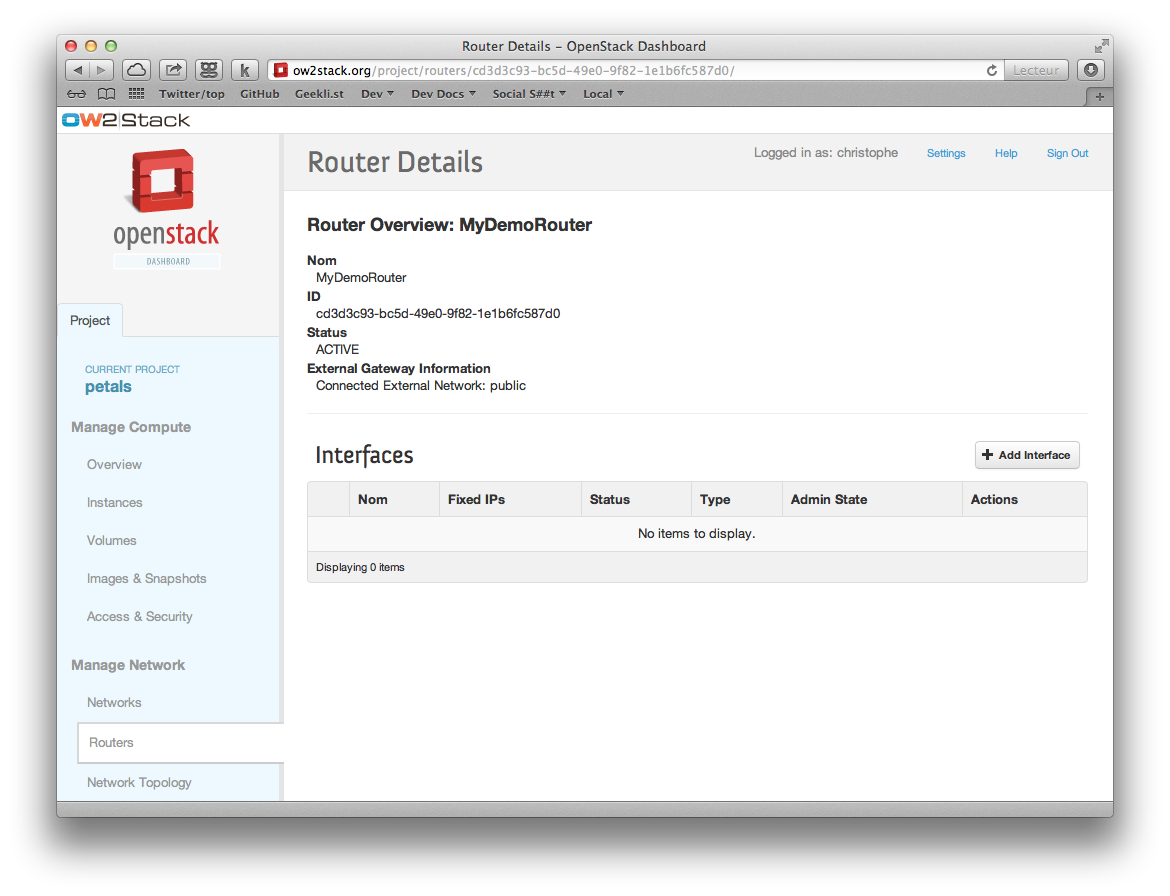 Router Details – OpenStack Dashboard
ow2stack.org/project/routers/cd3d3c93-bc5d-49e0-9f82-1e1b6fc587d0/
Lecteur
Twitter/top GitHub Geekli.st Dev Dev Docs Social S##t Local
OW2 Stack
openstack
DASHBOARD
Project
CURRENT PROJECT
petals
Manage Compute
Overview
Instances
Volumes
Images & Snapshots
Access & Security
Manage Network
Networks
Routers
Network Topology
Router Details
Logged in as: christophe Settings Help Sign Out
Router Overview: MyDemoRouter
Nom
MyDemoRouter
ID
cd3d3c93-bc5d-49e0-9f82-1e1b6fc587d0
Status
ACTIVE
External Gateway Information
Connected External Network: public
Interfaces
+ Add Interface
Nom Fixed IPs Status Type Admin State Actions
No items to display.
Displaying 0 items